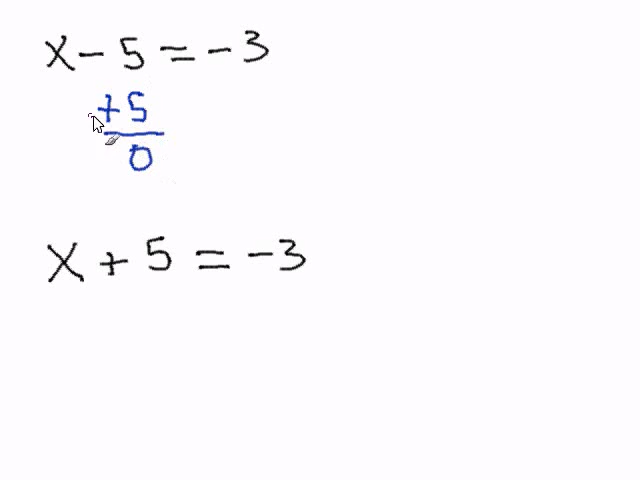 x - 5 = -3
+5
0
x + 5 = -3